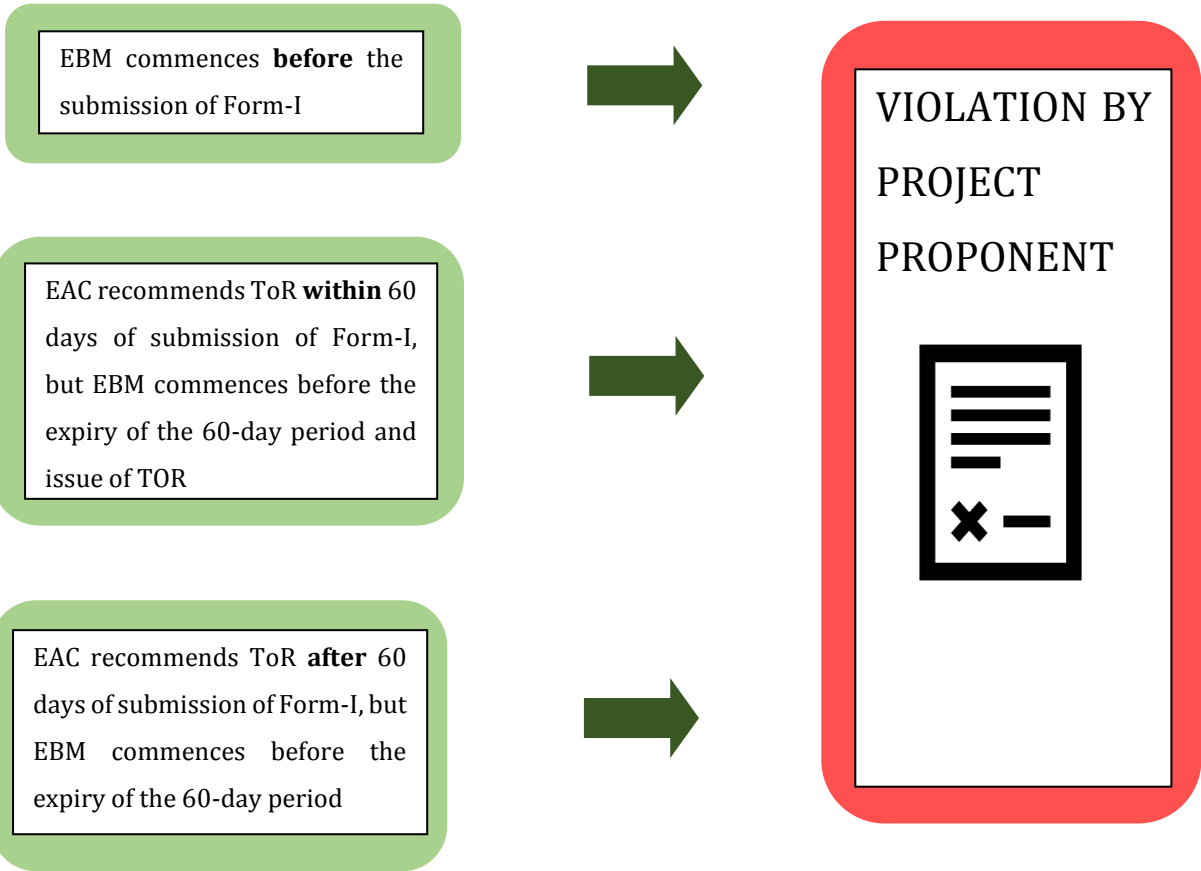 EBM commences before the
submission of Form-I
EAC recommends ToR within 60
days of submission of Form-I,
but EBM commences before the
expiry of the 60-day period and
issue of TOR
EAC recommends ToR after 60
days of submission of Form-I, but
EBM commences before the
expiry of the 60-day period
VIOLATION BY
PROJECT
PROPONENT